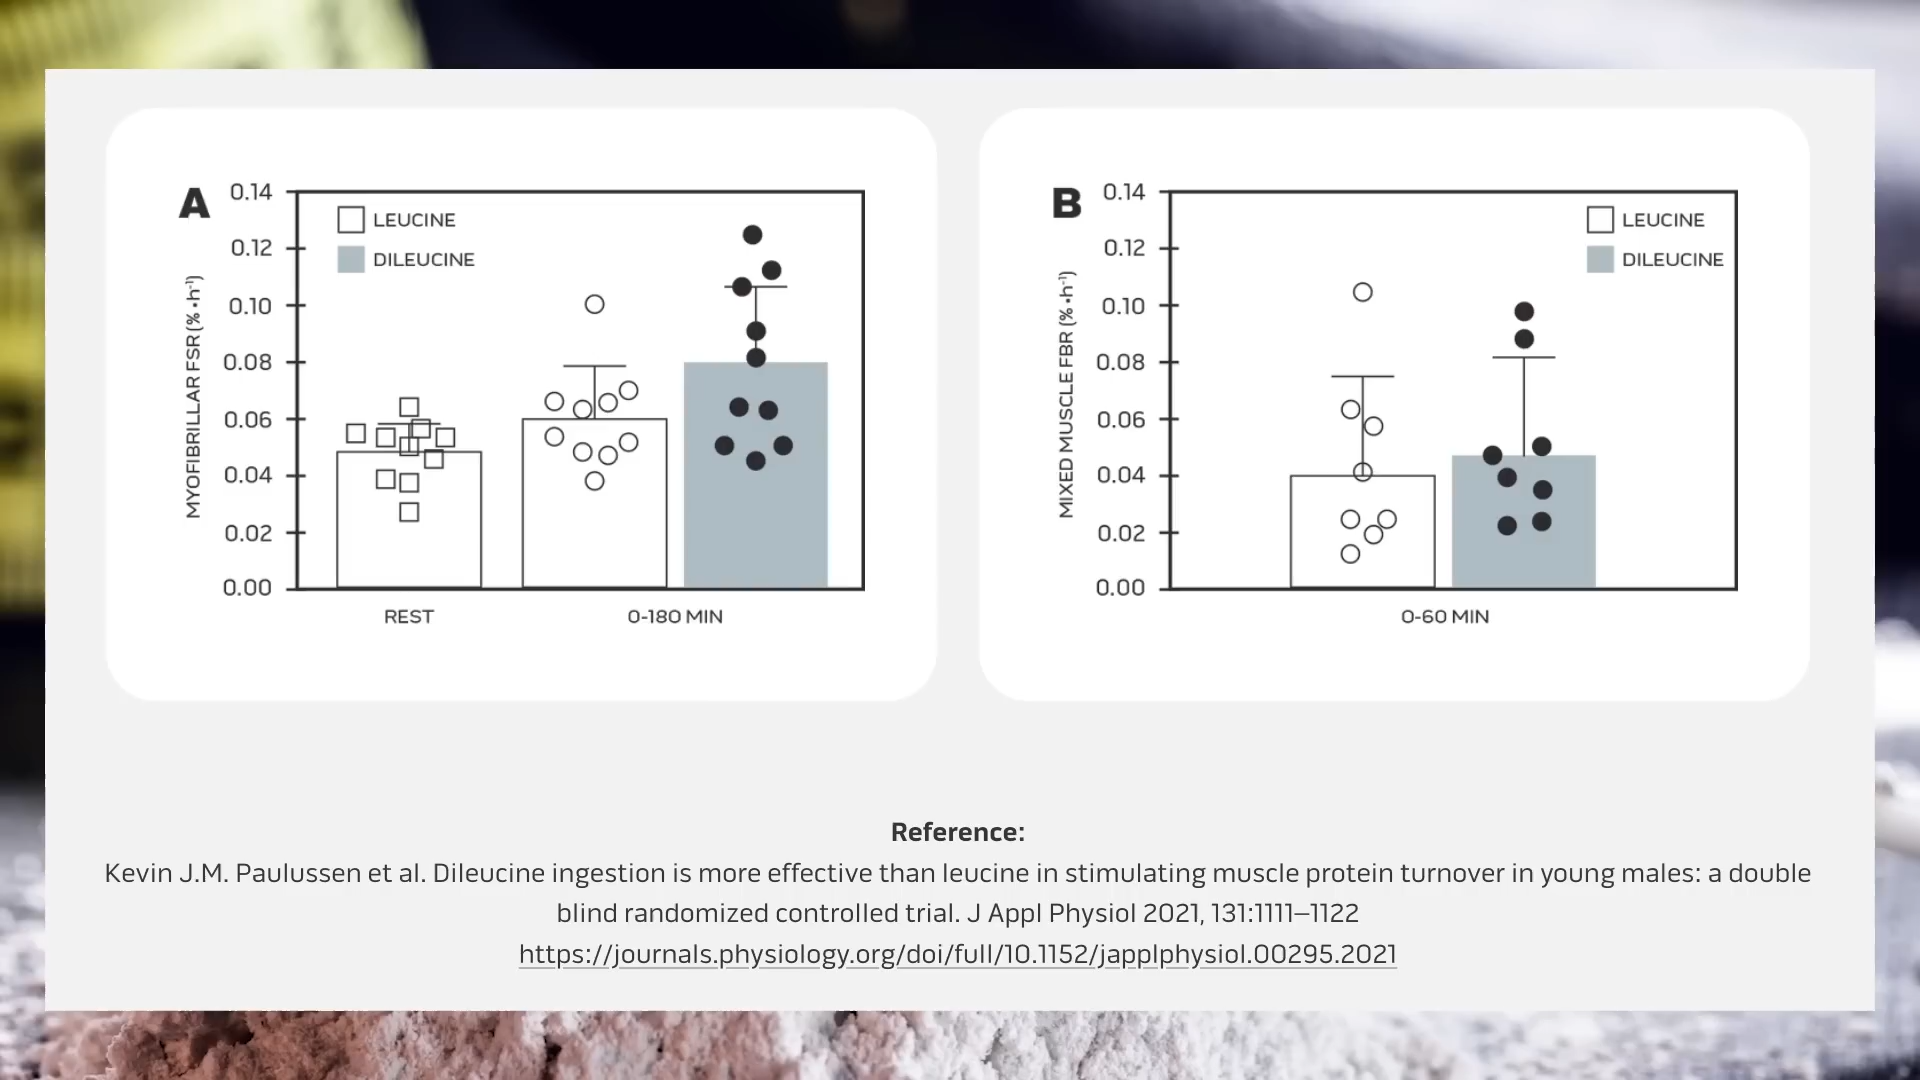 A
0.14
0.12
0.10
0.08
0.06
0.04
0.02
0.00
MYOFIBRILLAR FSR (% •h⁻¹)
LEUCINE
DILEUCINE
REST
0-180 MIN
B
0.14
0.12
0.10
0.08
0.06
0.04
0.02
0.00
MIXED MUSCLE FBR (% •h⁻¹)
LEUCINE
DILEUCINE
0-60 MIN
Reference:
Kevin J.M. Paulussen et al. Dileucine ingestion is more effective than leucine in stimulating muscle protein turnover in young males: a double
blind randomized controlled trial. J Appl Physiol 2021, 131:1111–1122
https://journals.physiology.org/doi/full/10.1152/japplphysiol.00295.2021